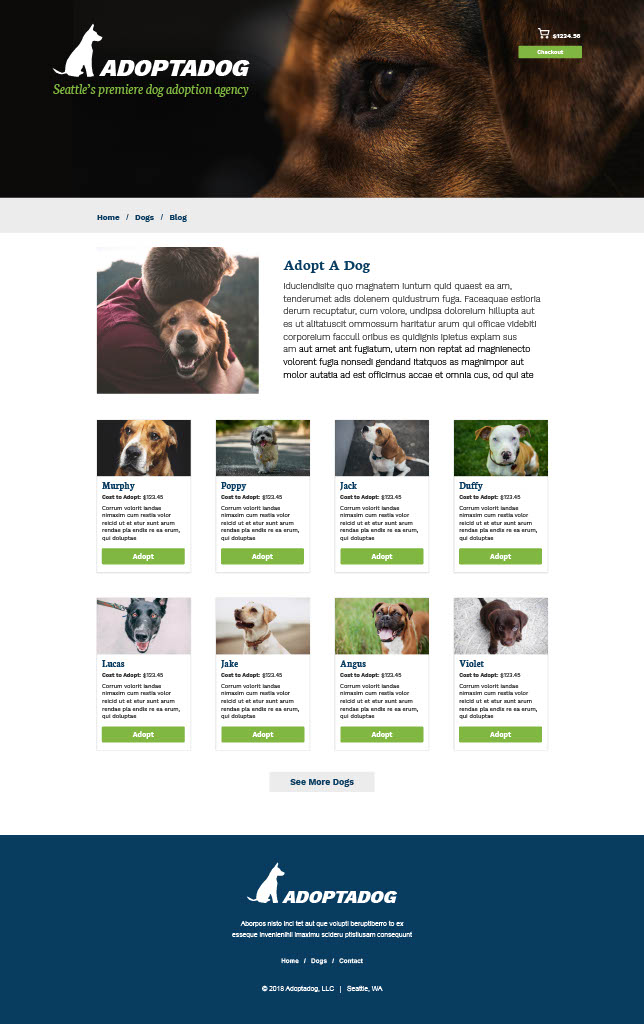 $1234.56
Checkout
ADOPTADOG
Seattle's premiere dog adoption agency
Home / Dogs / Blog
Adopt A Dog
Iduciendisite quo magnatem iuntum quid quaest ea am,
tenderumet adis dolenem quidustrum fuga. Faceaquae estioria
derum recuptatur, cum volore, undipsa doloreium hillupta aut
es ut alitatuscit ommossum haritatur arum qui officae videbiti
corporeium faccull oribus es quidignis ipietus explam sus
am aut amet ant fugiatum, utem non reptat ad magnienecto
volorent fugia nonsedi gendand itatquos as magnimpor aut
molor autatia ad est officimus accae et omnia cus, od qui ate
Murphy
Cost to Adopt: $123.45
Corrum volorit iandae
nimaxim cum restia volor
reicid ut et etur sunt arum
rendae pla endis re ea erum,
qui doluptae
Adopt
Poppy
Cost to Adopt: $123.45
Corrum volorit iandae
nimaxim cum restia volor
reicid ut et etur sunt arum
rendae pla endis re ea erum,
qui doluptae
Adopt
Jack
Cost to Adopt: $123.45
Corrum volorit iandae
nimaxim cum restia volor
reicid ut et etur sunt arum
rendae pla endis re ea erum,
qui doluptae
Adopt
Duffy
Cost to Adopt: $123.45
Corrum volorit iandae
nimaxim cum restia volor
reicid ut et etur sunt arum
rendae pla endis re ea erum,
qui doluptae
Adopt
Lucas
Cost to Adopt: $123.45
Corrum volorit iandae
nimaxim cum restia volor
reicid ut et etur sunt arum
rendae pla endis re ea erum,
qui doluptae
Adopt
Jake
Cost to Adopt: $123.45
Corrum volorit iandae
nimaxim cum restia volor
reicid ut et etur sunt arum
rendae pla endis re ea erum,
qui doluptae
Adopt
Angus
Cost to Adopt: $123.45
Corrum volorit iandae
nimaxim cum restia volor
reicid ut et etur sunt arum
rendae pla endis re ea erum,
qui doluptae
Adopt
Violet
Cost to Adopt: $123.45
Corrum volorit iandae
nimaxim cum restia volor
reicid ut et etur sunt arum
rendae pla endis re ea erum,
qui doluptae
Adopt
See More Dogs
ADOPTADOG
Aborpos nisto inci tet aut que volupti beruptiberro to ex
esseque invenienihil imaximu scideru ptisilusam consequunt
Home / Dogs / Contact
© 2018 Adoptadog, LLC | Seattle, WA